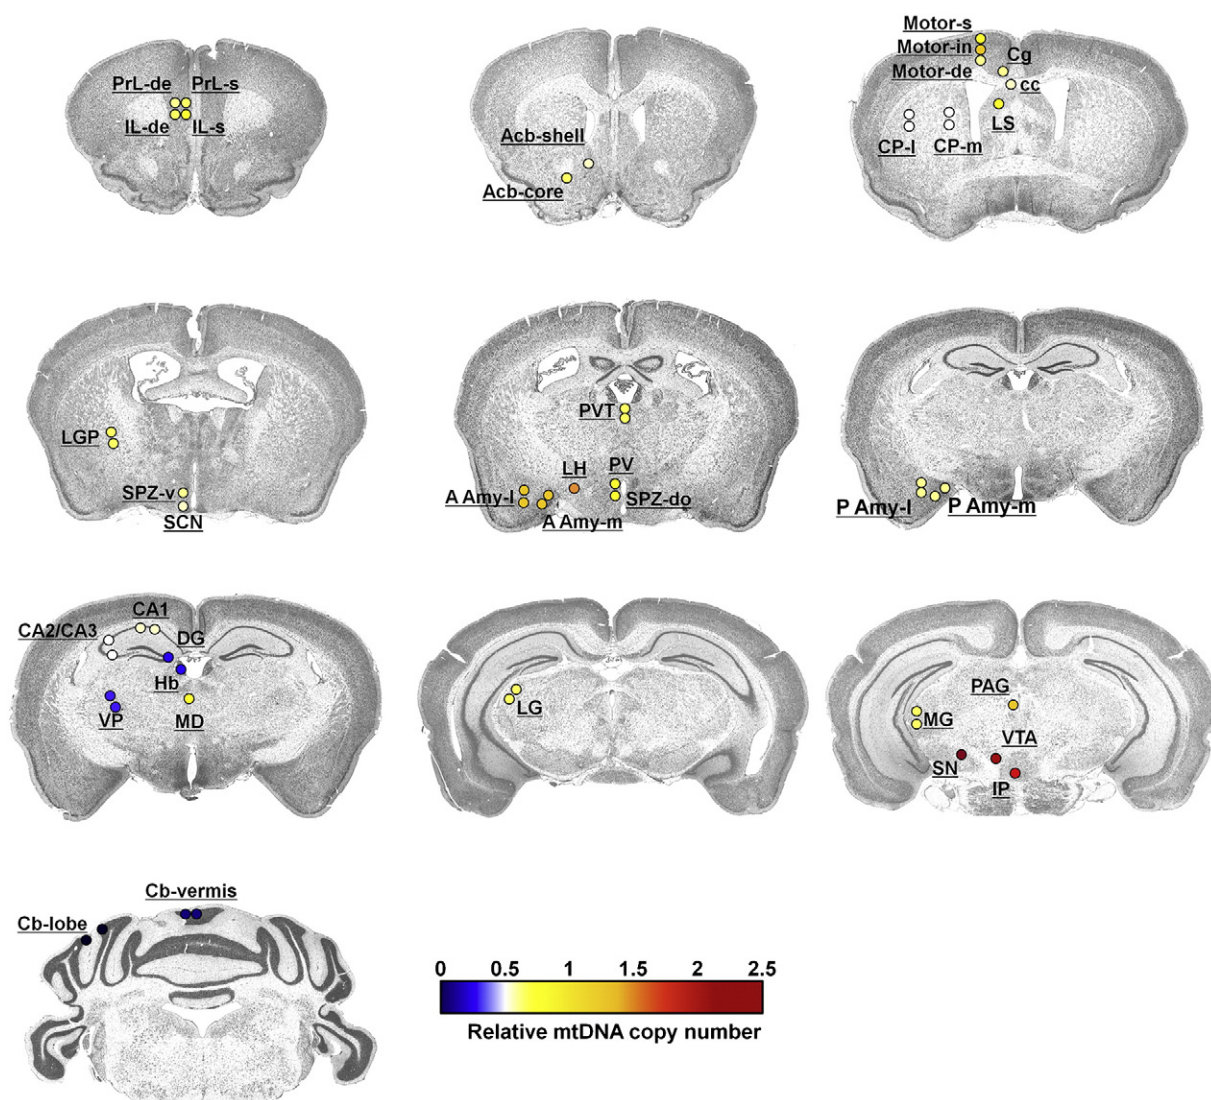 PrL-de PrL-s
IL-de IL-s
Acb-shell
Acb-core
Motor-s
Motor-in
Motor-de
Cg
cc
LS
CP-l CP-m
LGP
SPZ-v
SCN
PVT
LH
PV
A Amy-l
SPZ-do
A Amy-m
P Amy-l P Amy-m
CA1
CA2/CA3
DG
Hb
VP MD
LG
PAG
MG
VTA
SN
IP
Cb-vermis
Cb-lobe
0 0.5 1 1.5 2 2.5
Relative mtDNA copy number